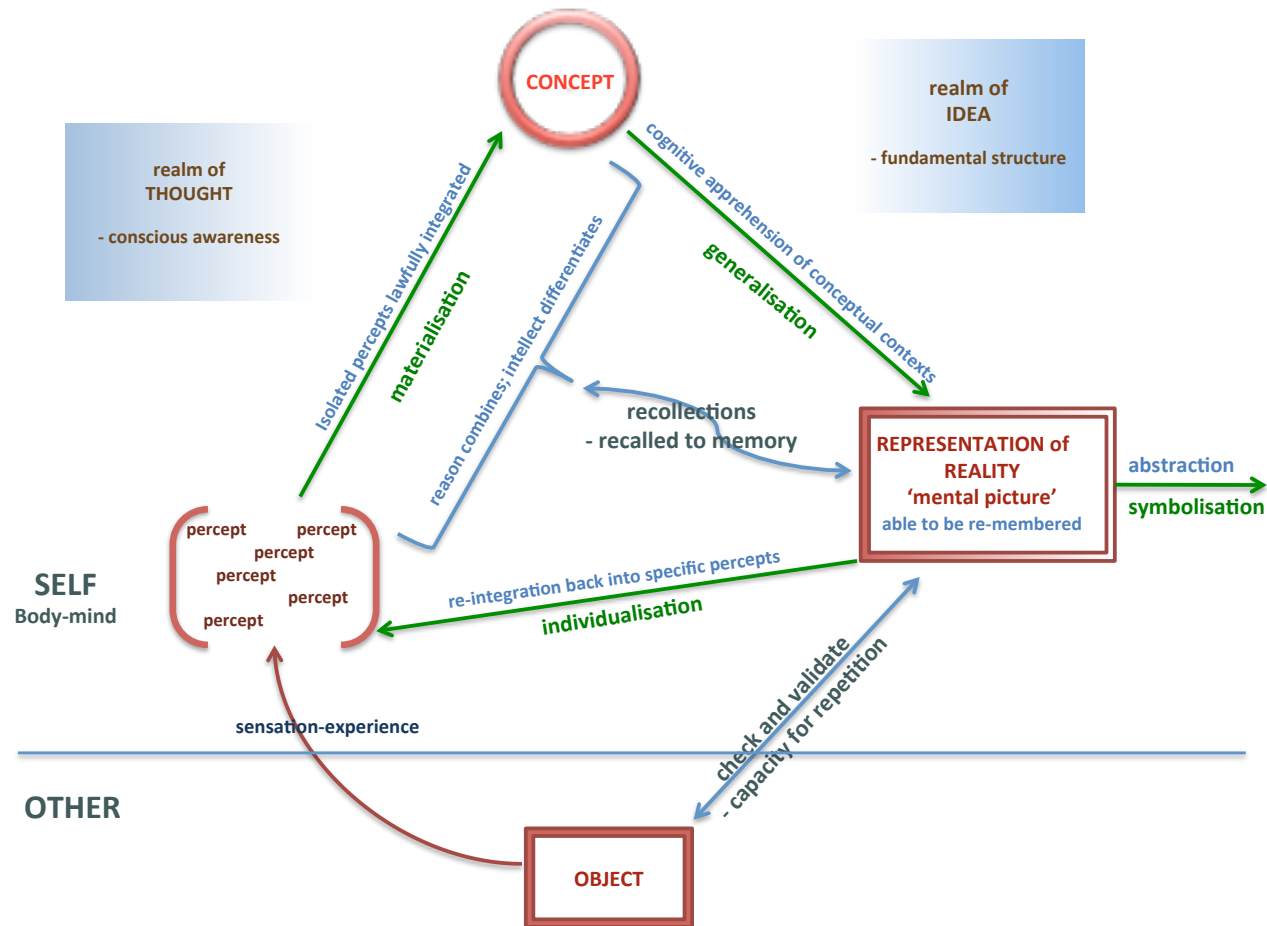 CONCEPT
realm of
IDEA
- fundamental structure
realm of
THOUGHT
- conscious awareness
Isolated percepts lawfully integrated
materialisation
reason combines; intellect differentiates
cognitive apprehension of conceptual contexts
generalisation
recollections
- recalled to memory
REPRESENTATION of
REALITY
‘mental picture’
able to be re-membered
abstraction
symbolisation
percept
percept
percept
percept
percept
percept
SELF
Body-mind
re-integration back into specific percepts
individualisation
check and validate
- capacity for repetition
sensation-experience
OTHER
OBJECT